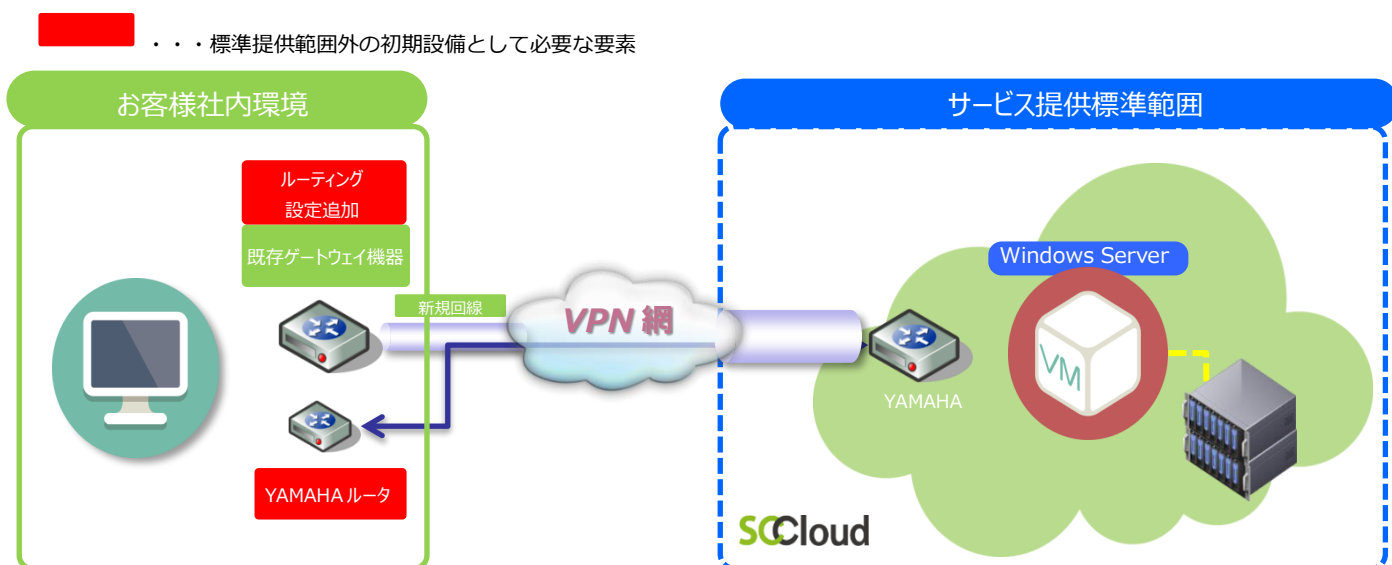 ・・・標準提供範囲外の初期設備として必要な要素
お客様社内環境
サービス提供標準範囲
ルーティング
設定追加
既存ゲートウェイ機器
新規回線
VPN 網
Windows Server
VM
YAMAHA
YAMAHA ルータ
SCCloud